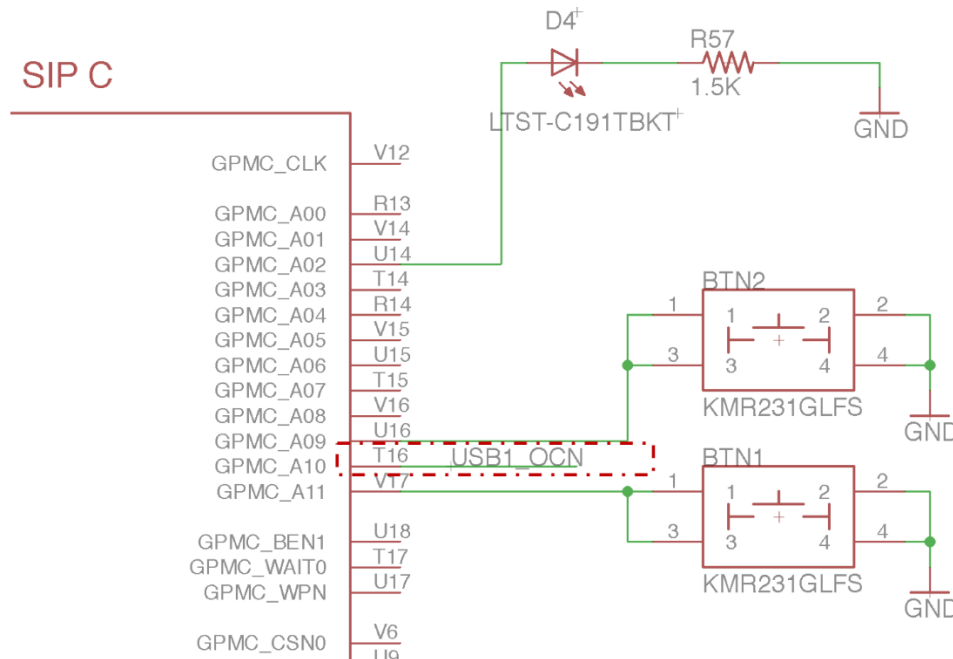 D4
R57
SIP C
1.5K
LTST-C191TBKT
GND
GPMC_CLK V12
GPMC_A00 R13
GPMC_A01 V14
GPMC_A02 U14
GPMC_A03 T14
GPMC_A04 R14
GPMC_A05 V15
GPMC_A06 U15
GPMC_A07 T15
GPMC_A08 V16
GPMC_A09 U16
GPMC_A10 T16 USB1_OCN
GPMC_A11 V17
GPMC_BEN1 U18
GPMC_WAIT0 T17
GPMC_WPN U17
GPMC_CSN0 V6
U9
BTN2
1 1 2 2
3 3 4 4
KMR231GLFS
GND
BTN1
1 1 2 2
3 3 4 4
KMR231GLFS
GND